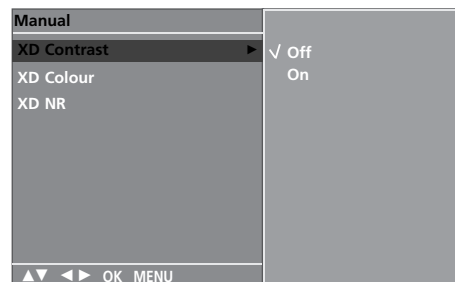 Manual
XD Contrast ▶
XD Colour
XD NR
√ Off
On
▲▼ ◀▶ OK MENU